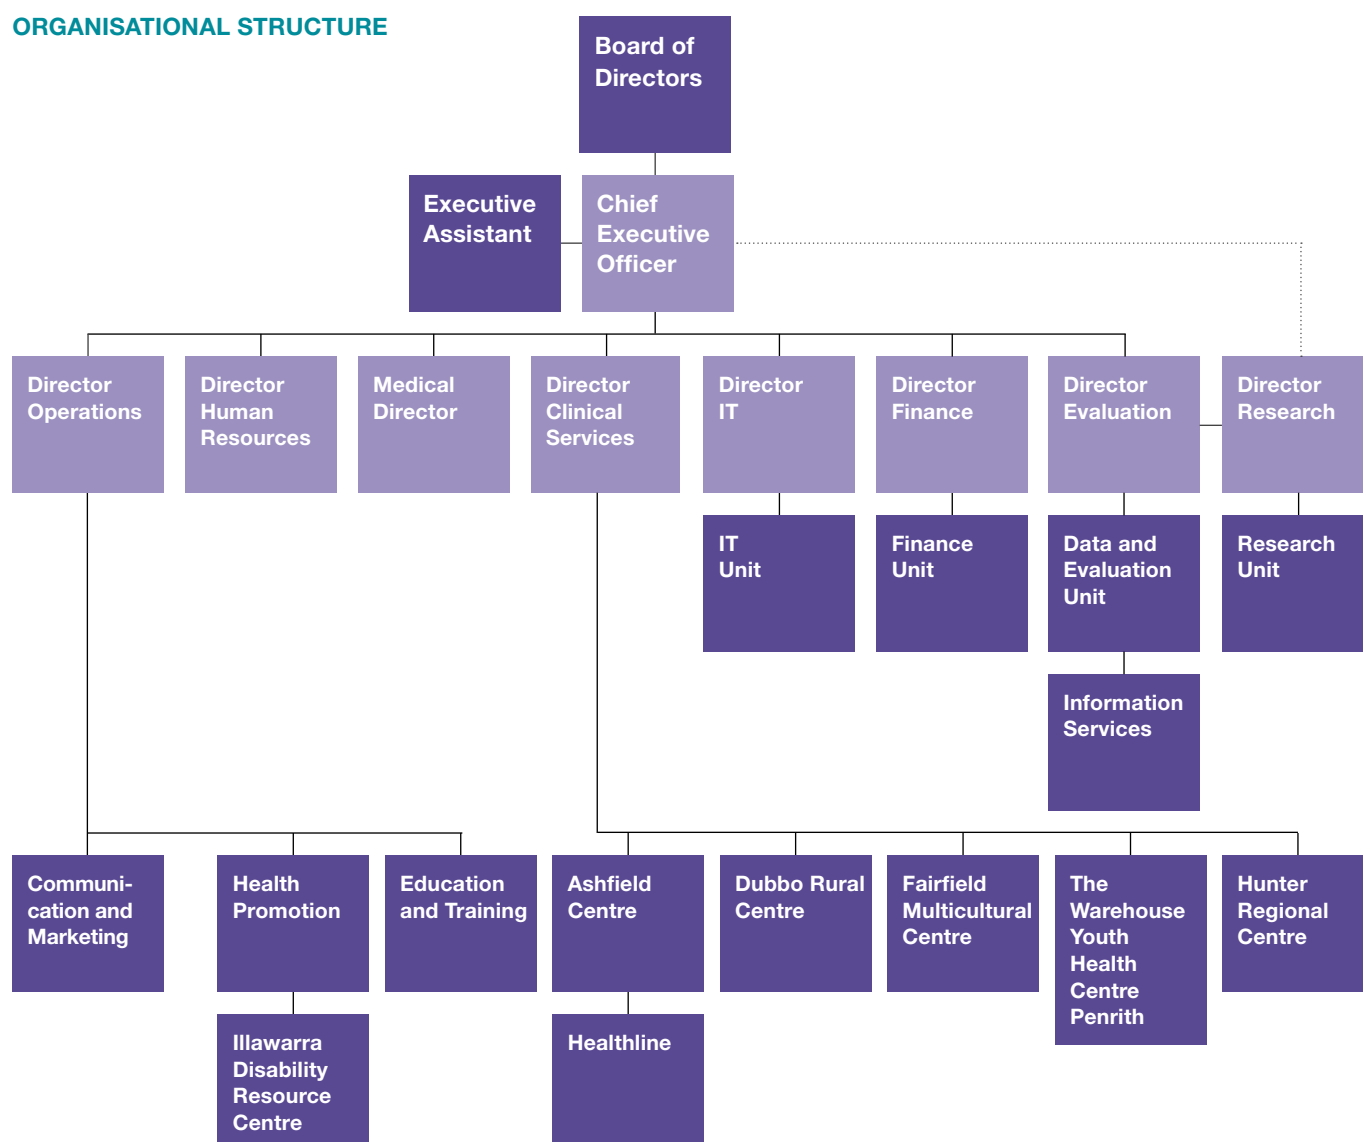 ORGANISATIONAL STRUCTURE
Board of
Directors
Executive
Assistant
Chief
Executive
Officer
Director
Operations
Director
Human
Resources
Medical
Director
Director
Clinical
Services
Director
IT
Director
Finance
Director
Evaluation
Director
Research
IT
Unit
Finance
Unit
Data and
Evaluation
Unit
Research
Unit
Information
Services
Communi-
cation and
Marketing
Health
Promotion
Education
and Training
Ashfield
Centre
Dubbo Rural
Centre
Fairfield
Multicultural
Centre
The
Warehouse
Youth
Health
Centre
Penrith
Hunter
Regional
Centre
Illawarra
Disability
Resource
Centre
Healthline